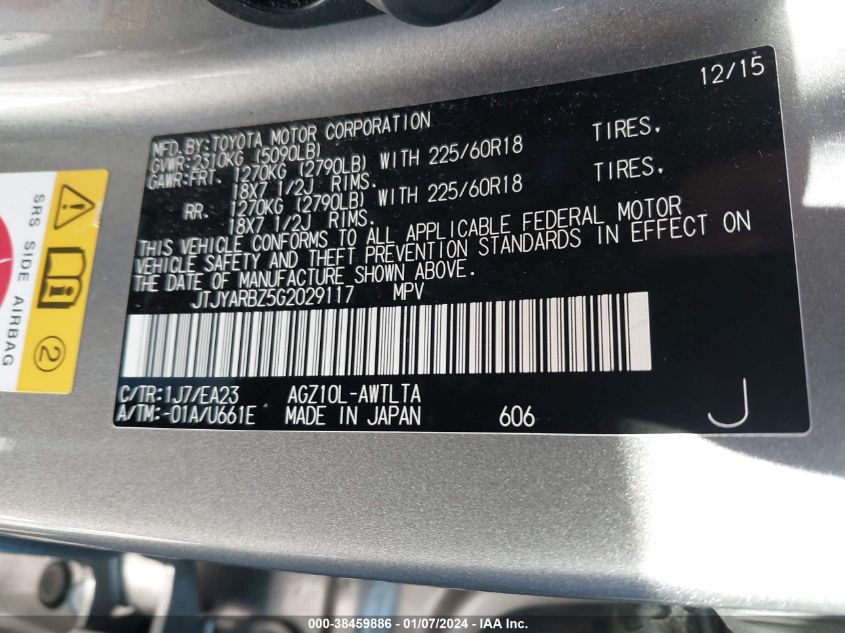 12/15
MFD. BY: TOYOTA MOTOR CORPORATION
GVWR: 2310KG (5090LB)
GAWR: FRT. 1270KG (2790LB) WITH 225/60R18 TIRES,
18X7 1/2J RIMS.
RR. 1270KG (2790LB) WITH 225/60R18 TIRES,
18X7 1/2J RIMS.
THIS VEHICLE CONFORMS TO ALL APPLICABLE FEDERAL MOTOR
VEHICLE SAFETY AND THEFT PREVENTION STANDARDS IN EFFECT ON
THE DATE OF MANUFACTURE SHOWN ABOVE.
JTJYARBZ5G2029117 MPV
C/TR: 1J7/EA23 AGZ10L-AWTLTA
A/TM: -01A/U661E MADE IN JAPAN 606
J
SRS SIDE AIRBAG
2
000-38459886 - 01/07/2024 - IAA Inc.